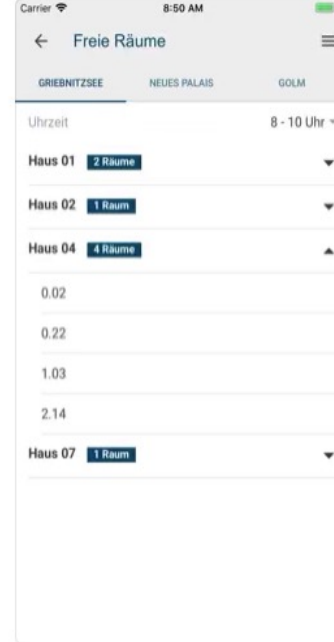 Carrier 8:50 AM
Freie Räume
GRIEBNITZSEE NEUES PALAIS GOLM
Uhrzeit 8 - 10 Uhr
Haus 01 2 Räume
Haus 02 1 Raum
Haus 04 4 Räume
0.02
0.22
1.03
2.14
Haus 07 1 Raum